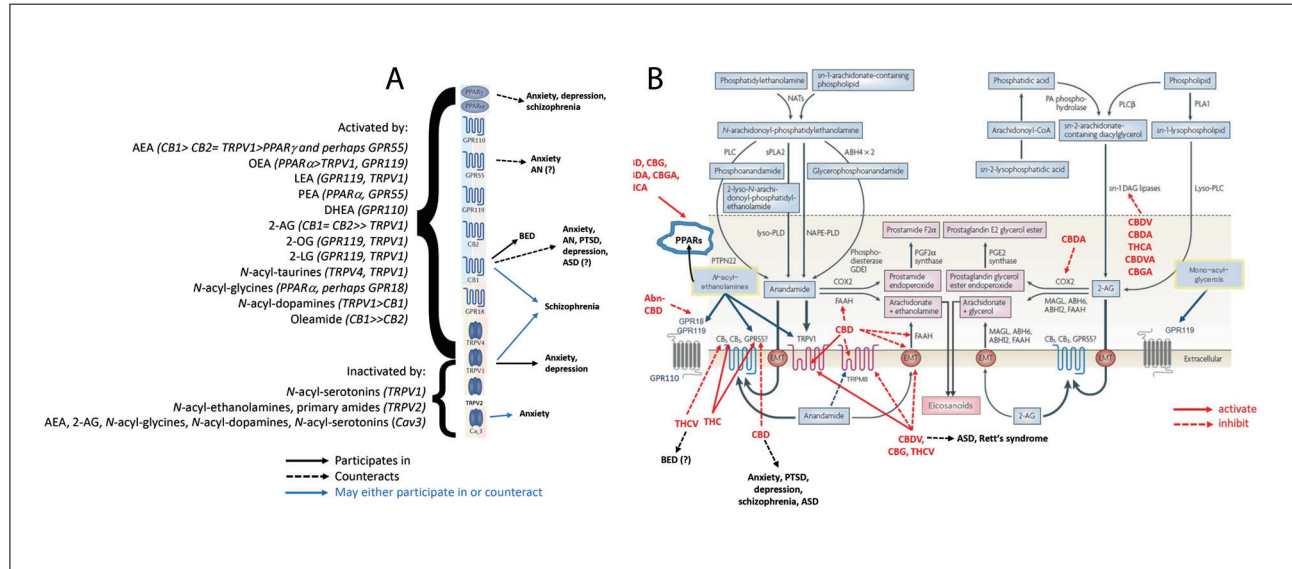 A
PPARγ
PPARα
Anxiety, depression,
schizophrenia
GPR110
Activated by:
AEA (CB1> CB2= TRPV1>PPARγ and perhaps GPR55)
OEA (PPARα>TRPV1, GPR119)
LEA (GPR119, TRPV1)
PEA (PPARα, GPR55)
DHEA (GPR110)
2-AG (CB1= CB2>> TRPV1)
2-OG (GPR119, TRPV1)
2-LG (GPR119, TRPV1)
N-acyl-taurines (TRPV4, TRPV1)
N-acyl-glycines (PPARα, perhaps GPR18)
N-acyl-dopamines (TRPV1>CB1)
Oleamide (CB1>>CB2)
GPR55
Anxiety
AN (?)
GPR119
CB2
BED
Anxiety,
AN, PTSD,
depression,
ASD (?)
CB1
Schizophrenia
GPR18
TRPV4
TRPV1
Anxiety,
depression
Inactivated by:
N-acyl-serotonins (TRPV1)
N-acyl-ethanolamines, primary amides (TRPV2)
AEA, 2-AG, N-acyl-glycines, N-acyl-dopamines, N-acyl-serotonins (Cav3)
TRPV2
Cav3
Anxiety
Participates in
Counteracts
May either participate in or counteract
B
Phosphatidylethanolamine
sn-1-arachidonate-containing
phospholipid
NATs
N-arachidonoyl-phosphatidylethanolamine
PLC
sPLA2
ABH4 × 2
Phosphoanandamide
Glycerophosphoanandamide
2-lyso-N-arachi-
donoyl-phosphatidyl-
ethanolamide
lyso-PLD
NAPE-PLD
BD, CBG,
BDA, CBGA,
HCA
PPARs
PTPN22
Phospho-
diesterase
GDE1
N-acyl-
ethanolamines
Anandamide
COX2
Prostamide F2α
PGF2α
synthase
Prostamide
endoperoxide
FAAH
Arachidonate
+ ethanolamine
FAAH
Prostaglandin E2 glycerol ester
PGE2
synthase
Prostaglandin glycerol
ester endoperoxide
Arachidonate
+ glycerol
COX2
MAGL, ABH6,
ABH12, FAAH
MAGL, ABH6,
ABH12, FAAH
Phosphatidic acid
Phospholipid
PA phospho-
hydrolase
PLCβ
PLA1
Arachidonoyl-CoA
sn-2-arachidonate-
containing diacylglycerol
sn-1-lysophospholipid
sn-2-lysophosphatidic acid
sn-1 DAG lipases
Lyso-PLC
CBDV
CBDA
THCA
CBDVA
CBGA
CBDA
2-AG
Mono-acyl-
glycerols
Abn-
CBD
GPR18
GPR119
CB1, CB2, GPR55?
TRPV1
CBD
GPR110
EMT
TRPM8
EMT
EMT
CB1, CB2, GPR55?
EMT
GPR119
Extracellular
Anandamide
Eicosanoids
2-AG
THCV
THC
CBD
CBDV,
CBG, THCV
ASD, Rett's syndrome
BED (?)
Anxiety, PTSD,
depression,
schizophrenia, ASD
activate
inhibit